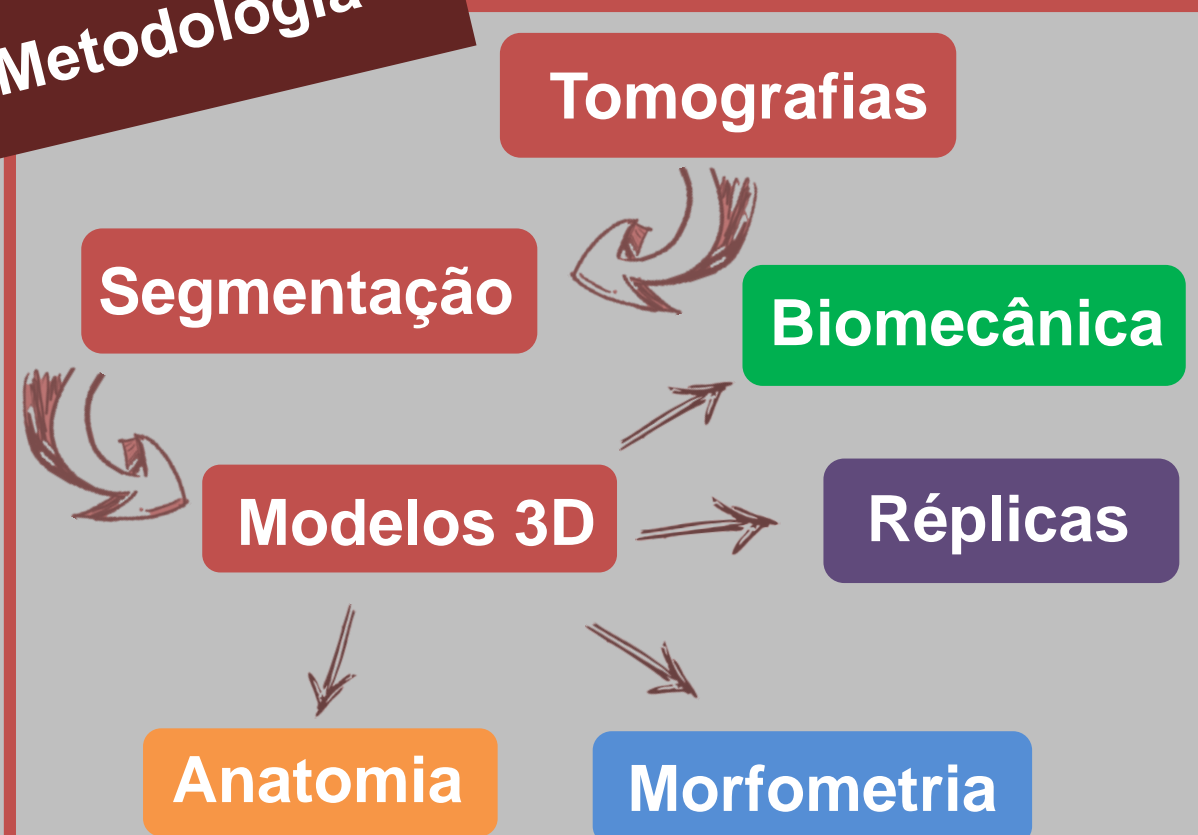 Metodologia
Tomografias
Segmentação
Biomecânica
Modelos 3D
Réplicas
Anatomia
Morfometria